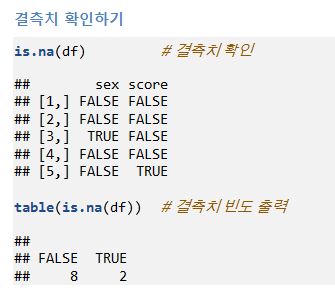 결측치 확인하기
is.na(df)          # 결측치 확인
##        sex score
## [1,] FALSE FALSE
## [2,] FALSE FALSE
## [3,]  TRUE FALSE
## [4,] FALSE FALSE
## [5,] FALSE  TRUE
table(is.na(df))  # 결측치 빈도 출력
##
## FALSE  TRUE
##     8     2